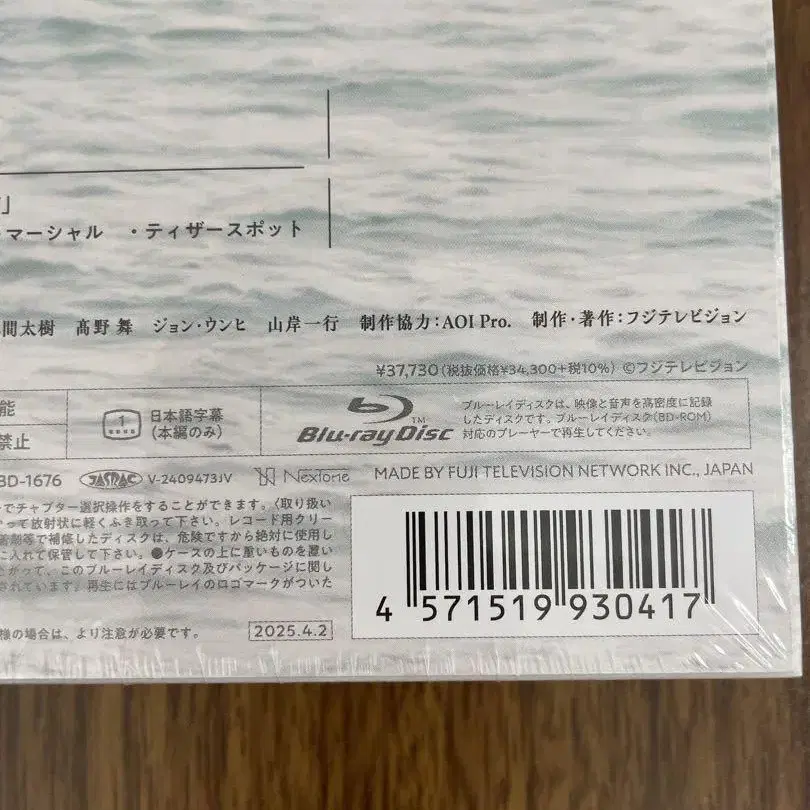 」
マーシャル ・ティザースポット
間太樹 髙野 舞 ジョン・ウンヒ 山岸一行 制作協力：AOI Pro. 制作・著作：フジテレビジョン
¥37,730（税抜価格¥34,300+税10%） ©フジテレビジョン
能
禁止
1
日本語字幕
（本編のみ）
Blu-ray Disc™
ブルーレイディスクは、映像と音声を高密度に記録
したディスクです。ブルーレイディスク（BD-ROM）
対応のプレーヤーで再生してください。
BD-1676 JASRAC V-2409473JV NexTone MADE BY FUJI TELEVISION NETWORK INC., JAPAN
でチャプター選択操作をすることができます。〈取り扱い
って放射状に軽くふき取って下さい。レコード用クリー
着剤等で補修したディスクは、危険ですから絶対に使用し
に入れて保管して下さい。●ケースの上に重いものを置い
がって、このブルーレイディスク及びパッケージに関し
されています。再生にはブルーレイのロゴマークがついた
様の場合は、より注意が必要です。 2025.4.2
4 571519 930417